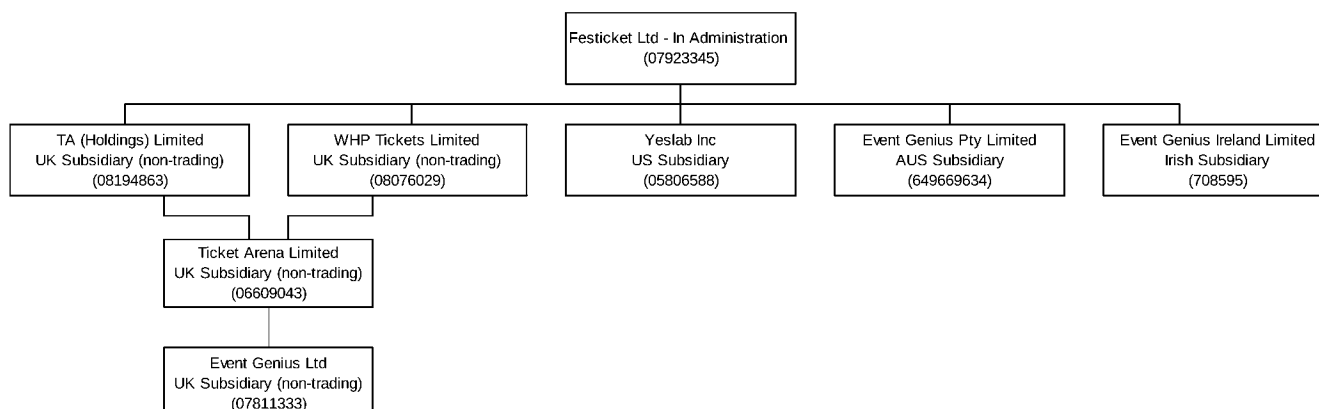 Festicket Ltd - In Administration
(07923345)
TA (Holdings) Limited
UK Subsidiary (non-trading)
(08194863)
WHP Tickets Limited
UK Subsidiary (non-trading)
(08076029)
Yeslab Inc
US Subsidiary
(05806588)
Event Genius Pty Limited
AUS Subsidiary
(649669634)
Event Genius Ireland Limited
Irish Subsidiary
(708595)
Ticket Arena Limited
UK Subsidiary (non-trading)
(06609043)
Event Genius Ltd
UK Subsidiary (non-trading)
(07811333)